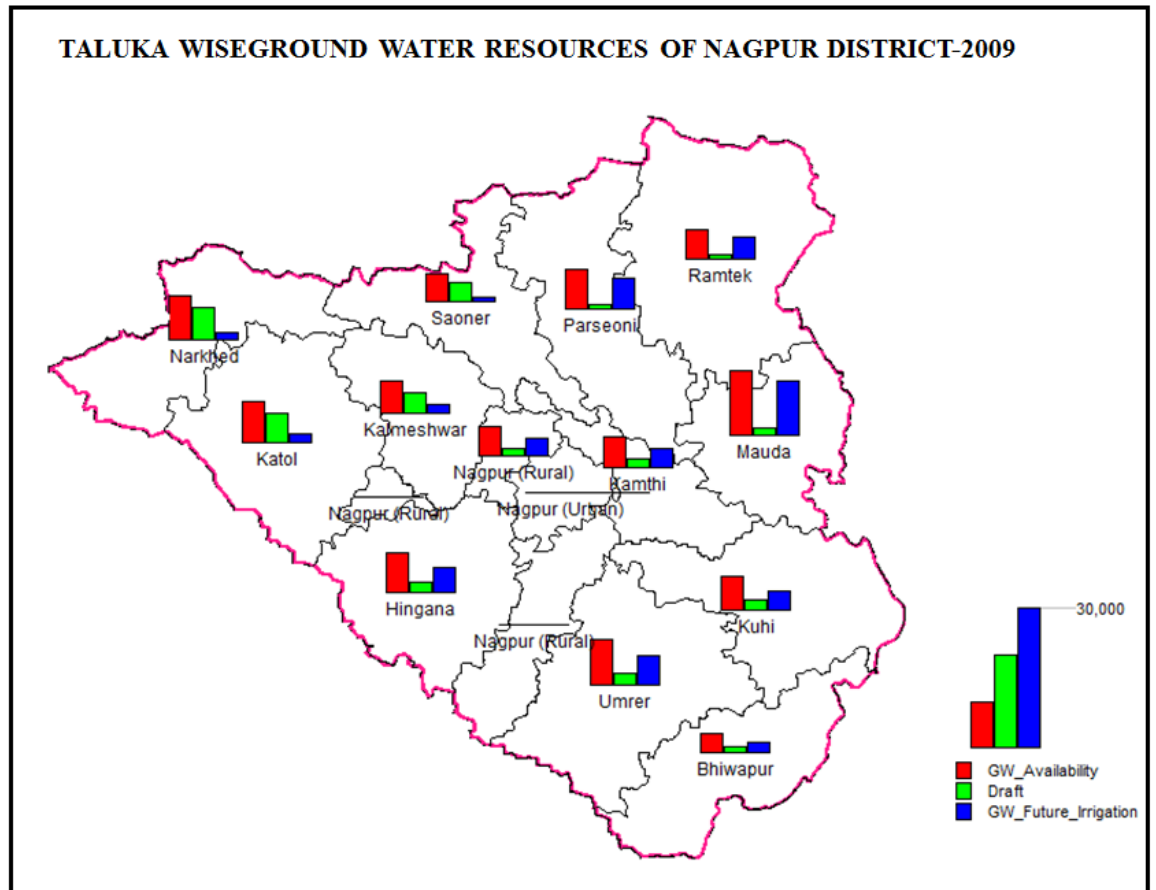 TALUKA WISEGROUND WATER RESOURCES OF NAGPUR DISTRICT-2009
Ramtek
Saoner
Parseoni
Narkhed
Kalmeshwar
Katol
Mauda
Nagpur (Rural)
Kamthi
Nagpur (Rural)
Nagpur (Urban)
Hingana
Kuhi
Nagpur (Rural)
Umrer
Bhiwapur
30,000
GW_Availability
Draft
GW_Future_Irrigation